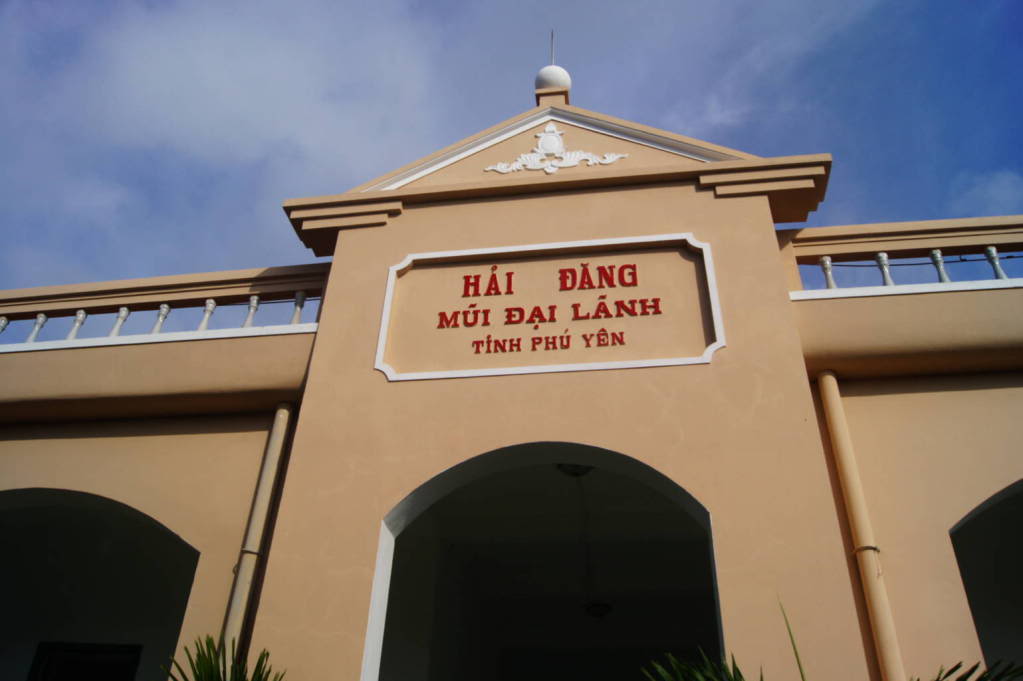 HẢI ĐĂNG
MŨI ĐẠI LÃNH
TỈNH PHÚ YÊN